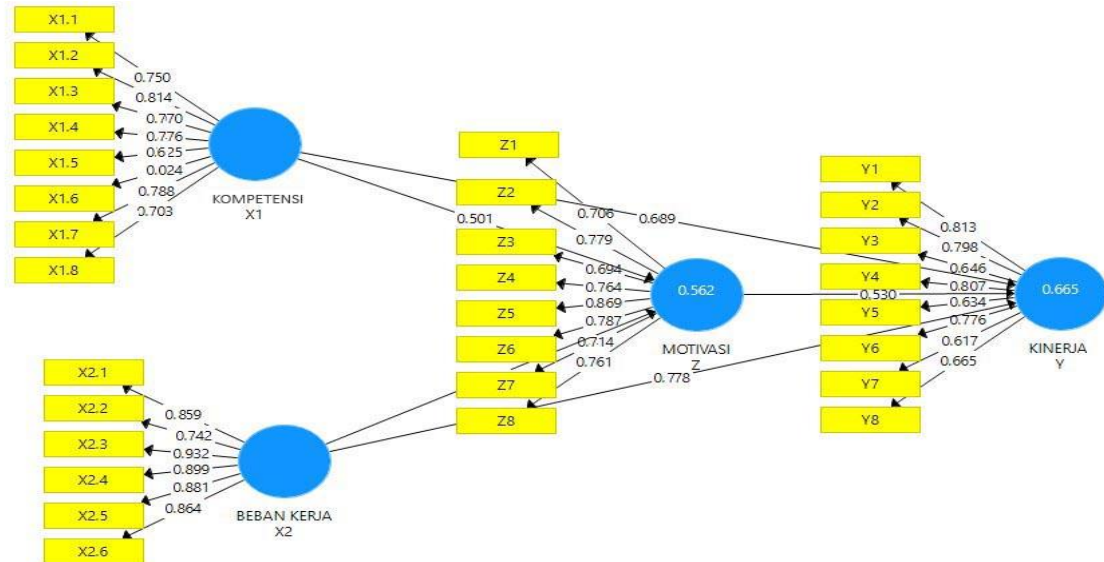 X1.1
X1.2
X1.3
X1.4
X1.5
X1.6
X1.7
X1.8
0.750
0.814
0.770
0.776
0.625
0.024
0.788
0.703
KOMPETENSI
X1
X2.1
X2.2
X2.3
X2.4
X2.5
X2.6
0.859
0.742
0.932
0.899
0.881
0.864
BEBAN KERJA
X2
0.501
0.689
0.530
0.778
Z1
Z2
Z3
Z4
Z5
Z6
Z7
Z8
0.706
0.779
0.694
0.764
0.869
0.787
0.714
0.761
0.562
MOTIVASI
Z
Y1
Y2
Y3
Y4
Y5
Y6
Y7
Y8
0.813
0.798
0.646
0.807
0.634
0.776
0.617
0.665
0.665
KINERJA
Y